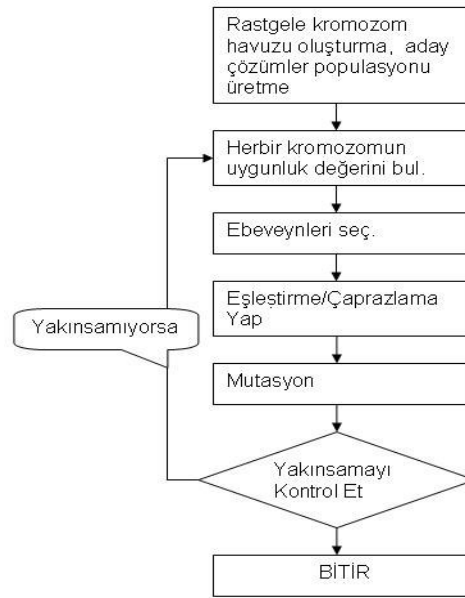 Rastgele kromozom
havuzu oluşturma, aday
çözümler populasyonu
üretme
Herbir kromozomun
uygunluk değerini bul.
Ebeveynleri seç.
Eşleştirme/Çaprazlama
Yap
Yakınsamıyorsa
Mutasyon
Yakınsamayı
Kontrol Et
BİTİR